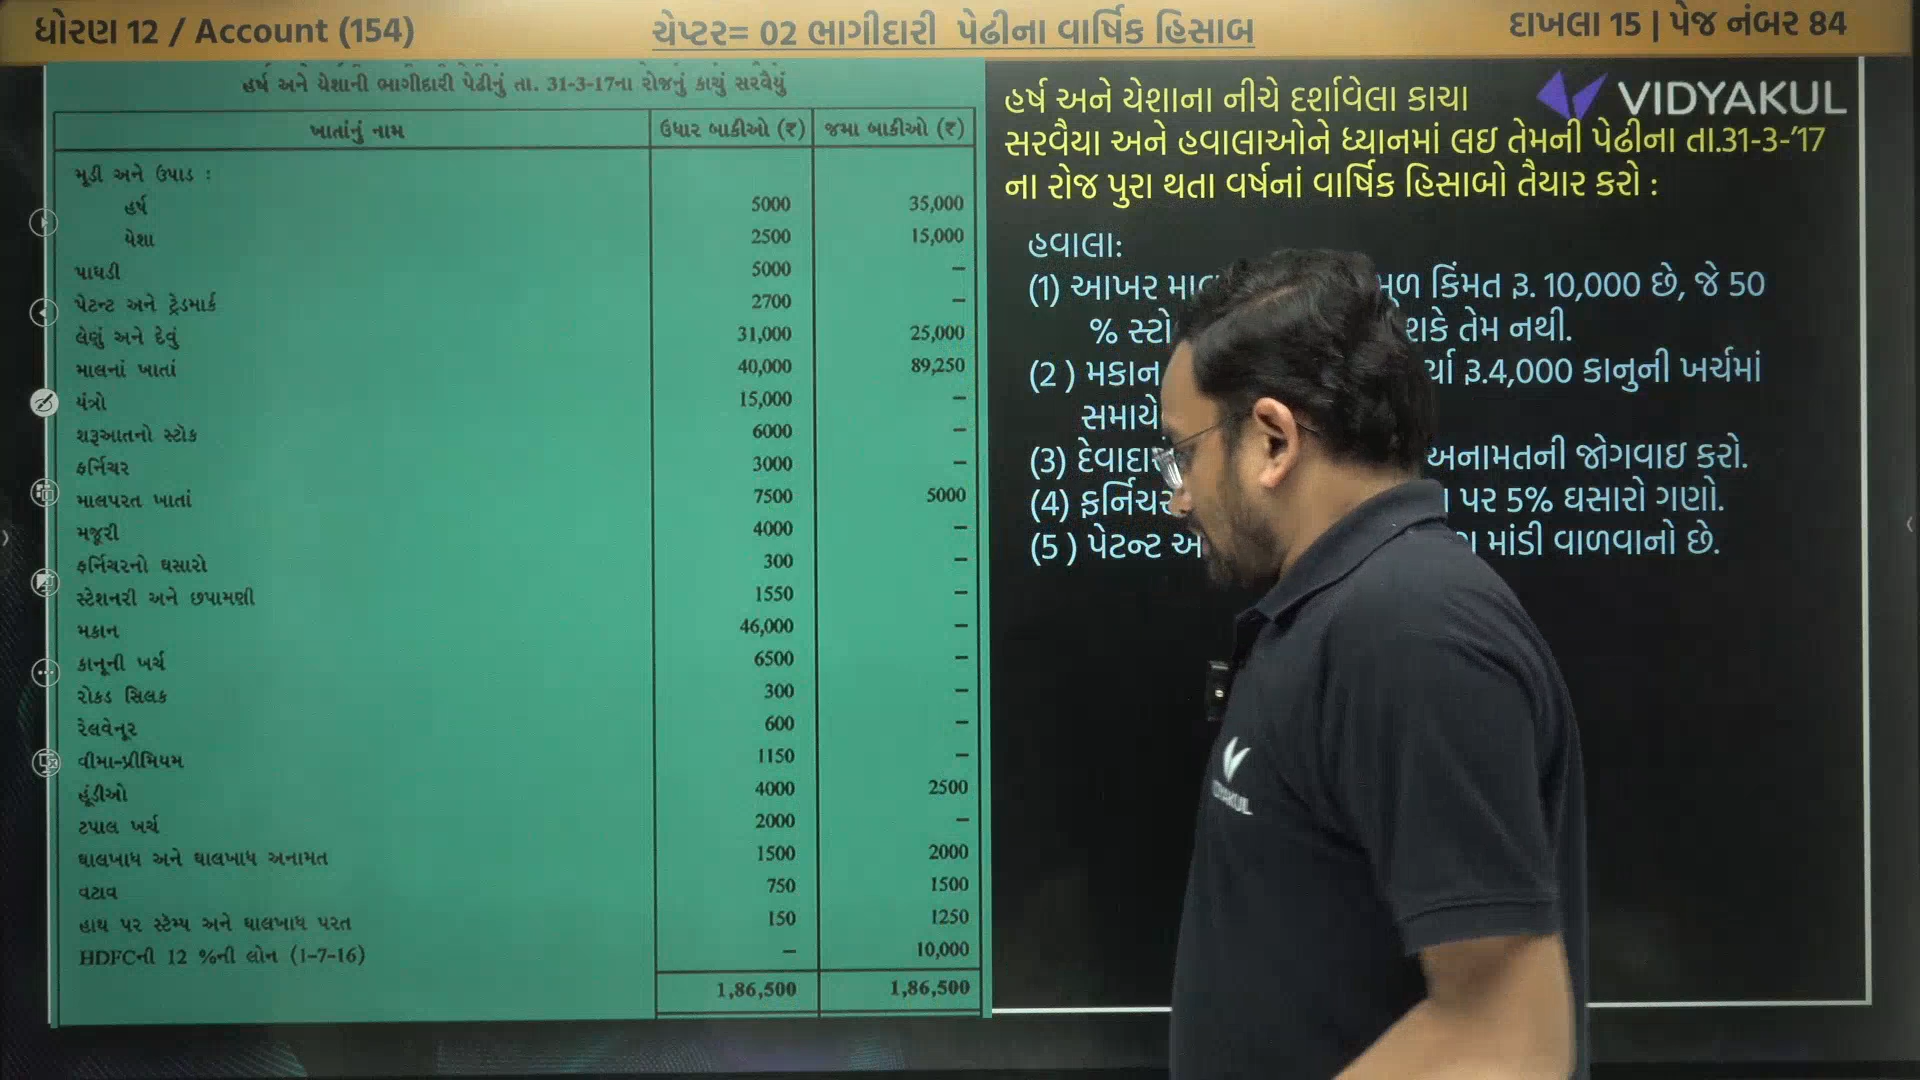 ધોરણ 12 / Account (154)
ચેપ્ટર= 02 ભાગીદારી પેઢીના વાર્ષિક હિસાબ
દાખલા 15 | પેજ નંબર 84
હર્ષ અને યેશાની ભાગીદારી પેઢીનું તા. 31-3-17ના રોજનું કાચું સરવૈયું
ખાતાંનું નામ ઉધાર બાકીઓ (₹) જમા બાકીઓ (₹)
મૂડી અને ઉપાડ :
હર્ષ 5000 35,000
યેશા 2500 15,000
પાઘડી 5000 –
પેટન્ટ અને ટ્રેડમાર્ક 2700 –
લેણું અને દેવું 31,000 25,000
માલનાં ખાતાં 40,000 89,250
યંત્રો 15,000 –
શરૂઆતનો સ્ટૉક 6000 –
ફર્નિચર 3000 –
માલપરત ખાતાં 7500 5000
મજૂરી 4000 –
ફર્નિચરનો ઘસારો 300 –
સ્ટેશનરી અને છપામણી 1550 –
મકાન 46,000 –
કાનૂની ખર્ચ 6500 –
રોકડ સિલક 300 –
રેલવેનૂર 600 –
વીમા-પ્રીમિયમ 1150 –
હૂંડીઓ 4000 2500
ટપાલ ખર્ચ 2000 –
ઘાલખાધ અને ઘાલખાધ અનામત 1500 2000
વટાવ 750 1500
હાથ પર સ્ટૅમ્પ અને ઘાલખાધ પરત 150 1250
HDFCની 12 %ની લોન (1-7-16) – 10,000
1,86,500 1,86,500
VIDYAKUL
હર્ષ અને યેશાના નીચે દર્શાવેલા કાચા
સરવૈયા અને હવાલાઓને ધ્યાનમાં લઇ તેમની પેઢીના તા.31-3-'17
ના રોજ પુરા થતા વર્ષનાં વાર્ષિક હિસાબો તૈયાર કરો :
હવાલા:
(1) આખર કિંમત રૂ. 10,000 છે, જે 50
% શકે તેમ નથી.
(2 ) મકાન રૂ.4,000 કાનુની ખર્ચમાં
(3) અનામતની જોગવાઇ કરો.
(4) પર 5% ઘસારો ગણો.
(5 ) પેટન્ટ માંડી વાળવાનો છે.